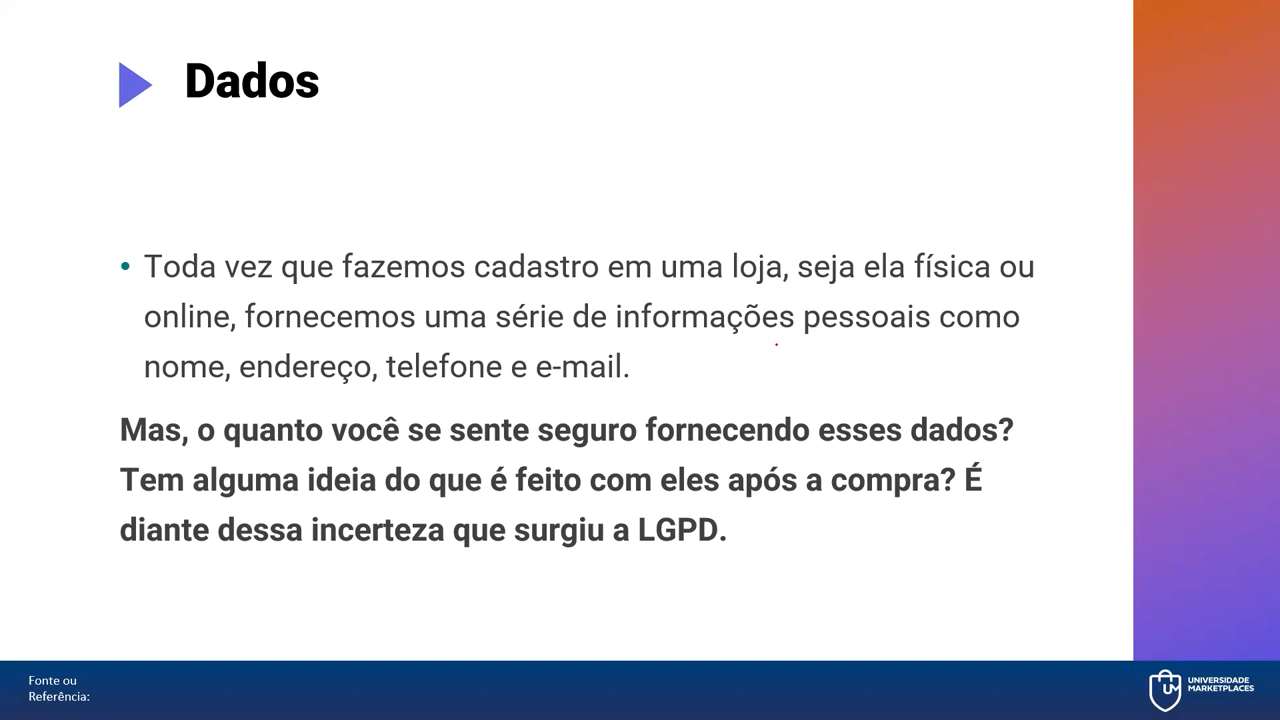 Dados
• Toda vez que fazemos cadastro em uma loja, seja ela física ou
online, fornecemos uma série de informações pessoais como
nome, endereço, telefone e e-mail.
Mas, o quanto você se sente seguro fornecendo esses dados?
Tem alguma ideia do que é feito com eles após a compra? É
diante dessa incerteza que surgiu a LGPD.
Fonte ou
Referência:
UM
UNIVERSIDADE
MARKETPLACES